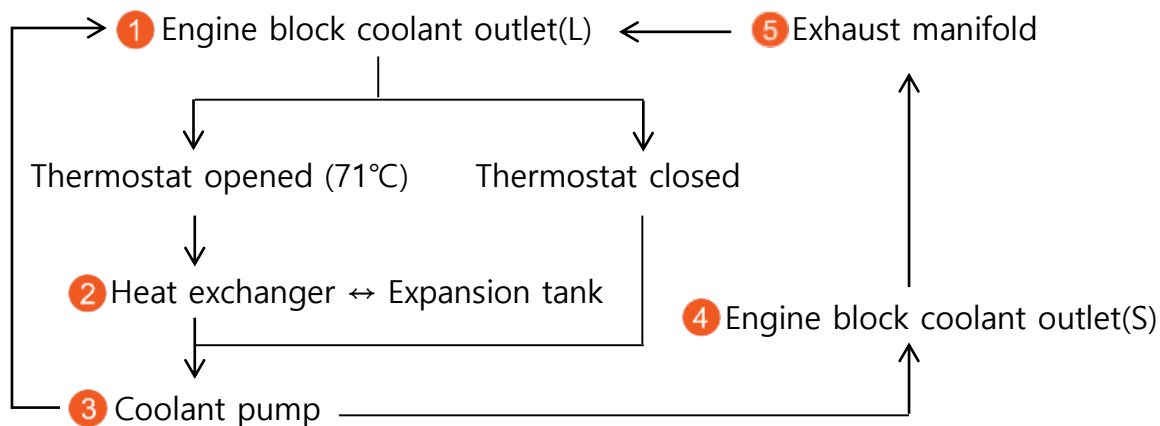 1 Engine block coolant outlet(L)
5 Exhaust manifold
Thermostat opened (71℃)
Thermostat closed
2 Heat exchanger ↔ Expansion tank
4 Engine block coolant outlet(S)
3 Coolant pump